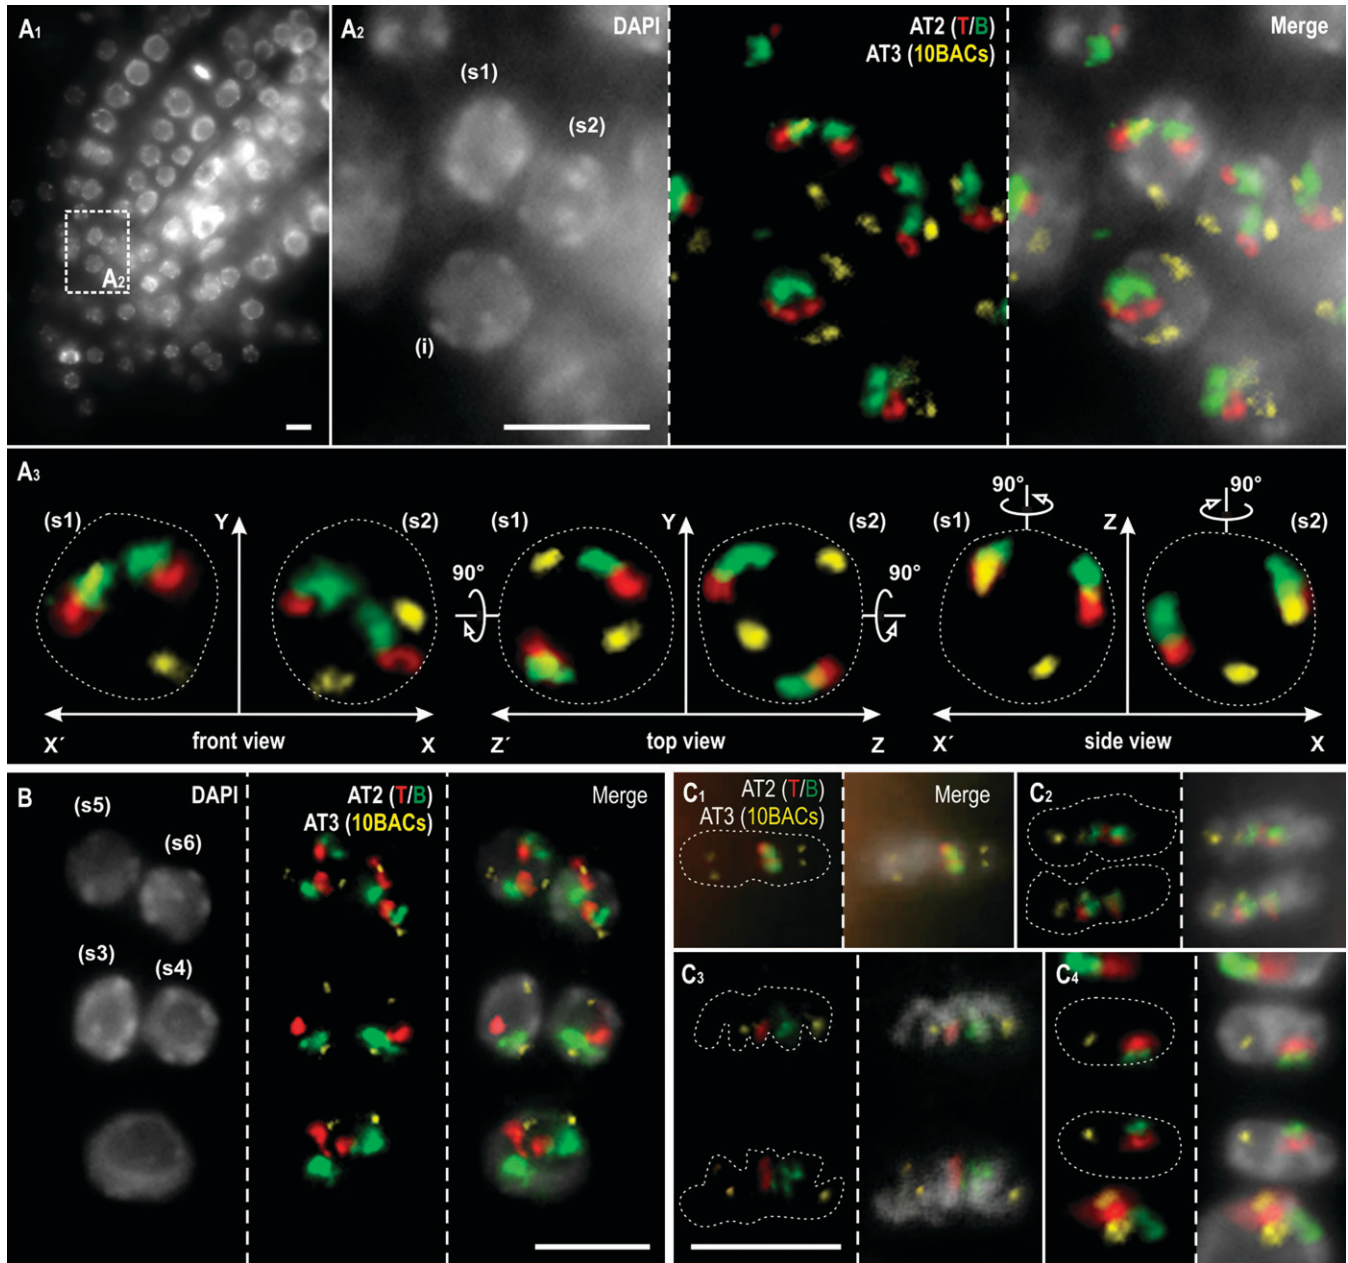 A1
A2
A2
DAPI
(s1)
(s2)
(i)
AT2 (T/B)
AT3 (10BACs)
Merge
A3
(s1)
Y
(s2)
X´
front view
X
90°
(s1)
Y
(s2)
90°
Z´
top view
Z
90°
(s1)
Z
90°
(s2)
X´
side view
X
B
DAPI
(s5)
(s6)
(s3)
(s4)
AT2 (T/B)
AT3 (10BACs)
Merge
C1
AT2 (T/B)
AT3 (10BACs)
Merge
C2
C3
C4